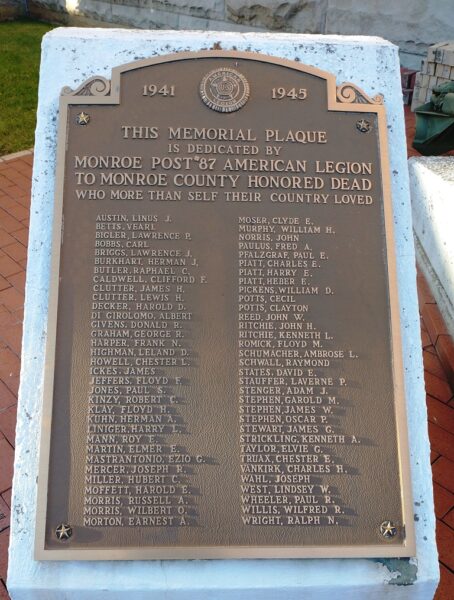 1941 1945
THIS MEMORIAL PLAQUE
IS DEDICATED BY
MONROE POST #87 AMERICAN LEGION
TO MONROE COUNTY HONORED DEAD
WHO MORE THAN SELF THEIR COUNTRY LOVED
AUSTIN, LINUS J.
BETTS, VEARL
BIGLER, LAWRENCE P.
BOBBS, CARL
BRIGGS, LAWRENCE J.
BURKHART, HERMAN J.
BUTLER, RAPHAEL C.
CALDWELL, CLIFFORD F.
CLUTTER, JAMES H.
CLUTTER, LEWIS H.
DECKER, HAROLD D.
DI GIROLOMO, ALBERT
GIVENS, DONALD R.
GRAHAM, GEORGE R.
HARPER, FRANK N.
HIGHMAN, LELAND D.
HOWELL, CHESTER L.
ICKES, JAMES
JEFFERS, FLOYD F.
JONES, PAUL S.
KINZY, ROBERT C.
KLAY, FLOYD H.
KUHN, HERMAN A.
LINIGER, HARRY L.
MANN, ROY E.
MARTIN, ELMER E.
MASTRANTONIO, EZIO G.
MERCER, JOSEPH R.
MILLER, HUBERT C.
MOFFETT, HAROLD E.
MORRIS, RUSSELL A.
MORRIS, WILBERT O.
MORTON, EARNEST A.
MOSER, CLYDE E.
MURPHY, WILLIAM H.
NORRIS, JOHN
PAULUS, FRED A.
PFALZGRAF, PAUL E.
PIATT, CHARLES E.
PIATT, HARRY E.
PIATT, HEBER E.
PICKENS, WILLIAM D.
POTTS, CECIL
POTTS, CLAYTON
REED, JOHN W.
RITCHIE, JOHN H.
RITCHIE, KENNETH L.
ROMICK, FLOYD M.
SCHUMACHER, AMBROSE L.
SCHWALL, RAYMOND
STATES, DAVID E.
STAUFFER, LAVERNE P.
STENGER, ADAM J.
STEPHEN, GAROLD M.
STEPHEN, JAMES W.
STEPHEN, OSCAR P.
STEWART, JAMES G.
STRICKLING, KENNETH A.
TAYLOR, ELVIE G.
TRUAX, CHESTER E.
VANKIRK, CHARLES H.
WAHL, JOSEPH
WEST, LINDSEY W.
WHEELER, PAUL R.
WILLIS, WILFRED R.
WRIGHT, RALPH N.